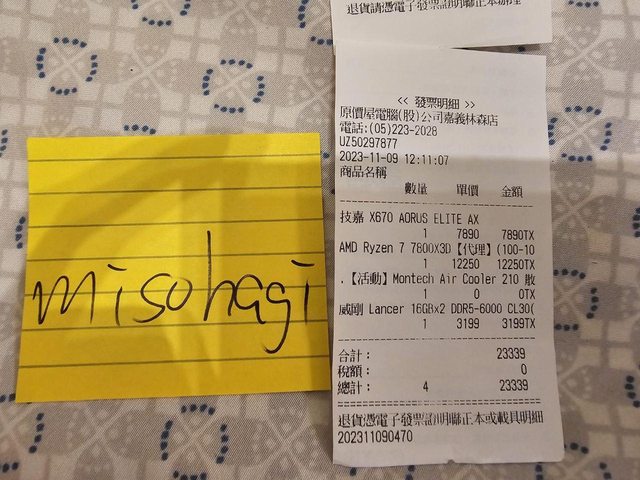 退貨請憑電子發票證明聯正本辦理
<< 發票明細 >>
原價屋電腦(股)公司嘉義林森店
電話:(05)223-2028
UZ50297877
2023-11-09 12:11:07
商品名稱
數量 單價 金額
技嘉 X670 AORUS ELITE AX
1 7890 7890TX
AMD Ryzen 7 7800X3D【代理】(100-10
1 12250 12250TX
.【活動】Montech Air Cooler 210 散
1 0 0TX
威剛 Lancer 16GBx2 DDR5-6000 CL30(
1 3199 3199TX
合計: 23339
稅額: 0
總計: 4 23339
退貨憑電子發票證明聯正本或載具明細
202311090470
misohagi